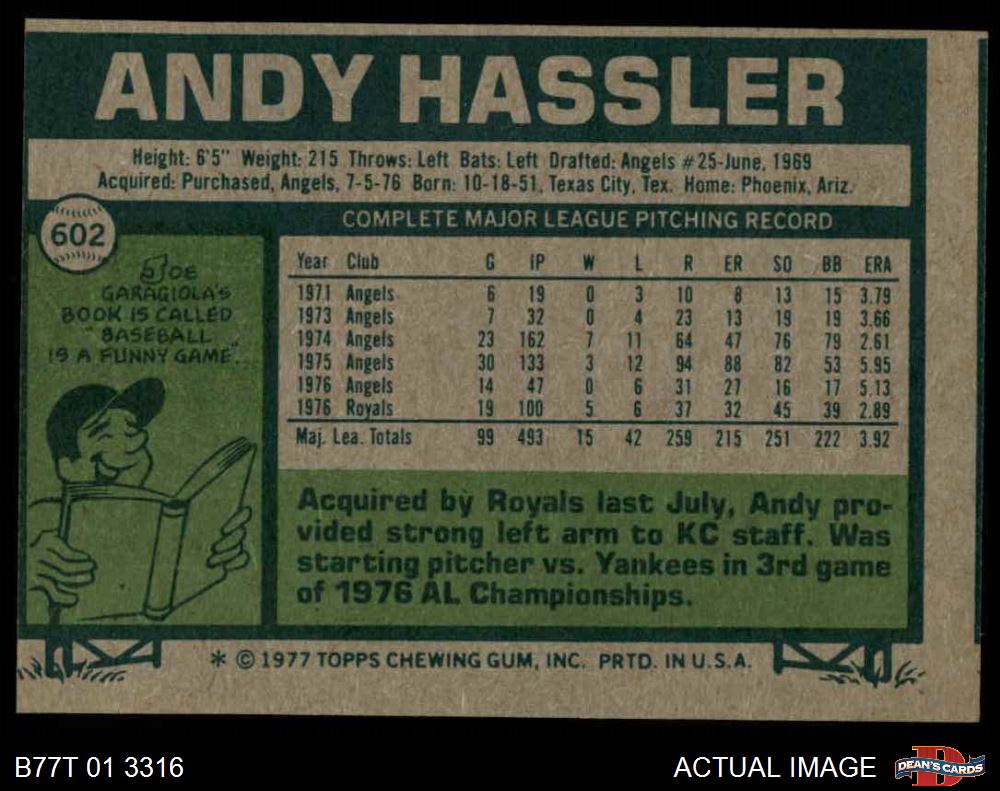 ANDY HASSLER
Height: 6'5" Weight: 215 Throws: Left Bats: Left Drafted: Angels #25-June, 1969
Acquired: Purchased, Angels, 7-5-76 Born: 10-18-51, Texas City, Tex. Home: Phoenix, Ariz.
602
COMPLETE MAJOR LEAGUE PITCHING RECORD
JOE
GARAGIOLA'S
BOOK IS CALLED
"BASEBALL
IS A FUNNY GAME".
Year Club G IP W L R ER SO BB ERA
1971 Angels 6 19 0 3 10 8 13 15 3.79
1973 Angels 7 32 0 4 23 13 19 19 3.66
1974 Angels 23 162 7 11 64 47 76 79 2.61
1975 Angels 30 133 3 12 94 88 82 53 5.95
1976 Angels 14 47 0 6 31 27 16 17 5.13
1976 Royals 19 100 5 6 37 32 45 39 2.89
Maj. Lea. Totals 99 493 15 42 259 215 251 222 3.92
Acquired by Royals last July, Andy pro-
vided strong left arm to KC staff. Was
starting pitcher vs. Yankees in 3rd game
of 1976 AL Championships.
* © 1977 TOPPS CHEWING GUM, INC. PRTD. IN U.S.A.
B77T 01 3316
ACTUAL IMAGE
DEAN'S CARDS